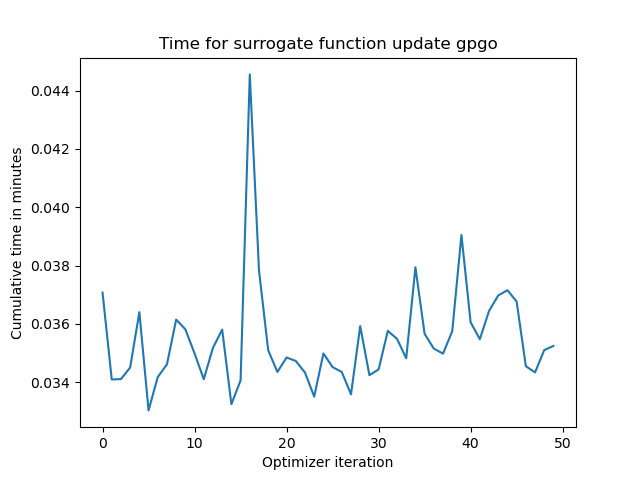 Time for surrogate function update gpgo
Cumulative time in minutes
0.044
0.042
0.040
0.038
0.036
0.034
0 10 20 30 40 50
Optimizer iteration